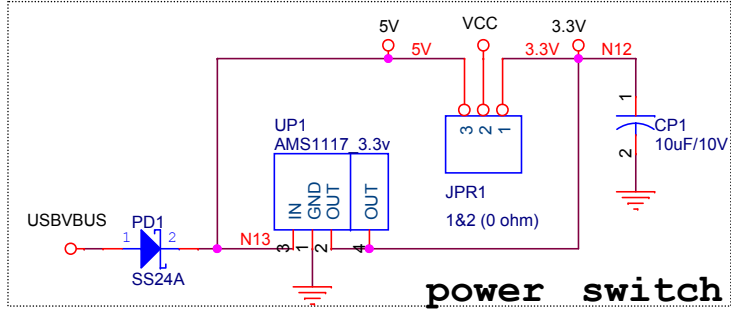 5V VCC 3.3V
5V 3.3V N12
UP1
AMS1117_3.3v
3 2 1
1
CP1
10uF/10V
2
JPR1
1&2 (0 ohm)
IN GND OUT OUT
USBVBUS
PD1
1 2
N13
3 1 2 4
SS24A
power switch